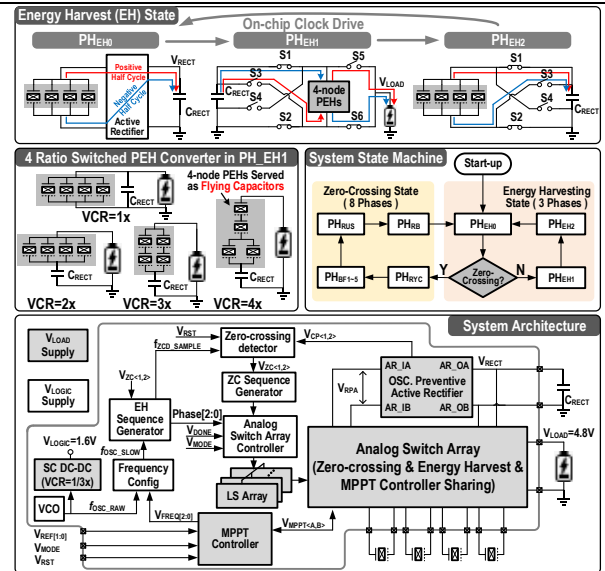 Energy Harvest (EH) State
On-chip Clock Drive
PHEH0
PHEH1
PHEH2
Positive
Half Cycle
Negative
Half Cycle
Active
Rectifier
VRECT
CRECT
S1
S3
S4
S2
CRECT
4-node
PEHs
S5
S6
VLOAD
S1
S3
S4
S2
CRECT
4 Ratio Switched PEH Converter in PH_EH1
CRECT
VCR=1x
4-node PEHs Served
as Flying Capacitors
CRECT
VCR=2x
CRECT
VCR=3x
CRECT
VCR=4x
System State Machine
Start-up
Zero-Crossing State
( 8 Phases )
Energy Harvesting
State ( 3 Phases )
PHRUS
PHRB
PHEH0
PHEH2
PHBF1~5
PHRYC
Y
Zero-
Crossing?
N
PHEH1
System Architecture
VLOAD
Supply
VLOGIC
Supply
VRST
fZCD_SAMPLE
Zero-crossing
detector
VCP<1,2>
VZC<1,2>
VZC<1,2>
ZC Sequence
Generator
EH
Sequence
Generator
Phase[2:0]
VDONE
VMODE
Analog
Switch Array
Controller
AR_IA
AR_OA
OSC. Preventive
Active Rectifier
AR_IB
AR_OB
VRPA
VRECT
CRECT
VLOAD=4.8V
VLOGIC=1.6V
fOSC_SLOW
SC DC-DC
(VCR=1/3x)
Frequency
Config
LS Array
Analog Switch Array
(Zero-crossing & Energy Harvest &
MPPT Controller Sharing)
VCO
fOSC_RAW
VFREQ[2:0]
VREF[1:0]
VMODE
VRST
MPPT
Controller
VMPPT<A,B>